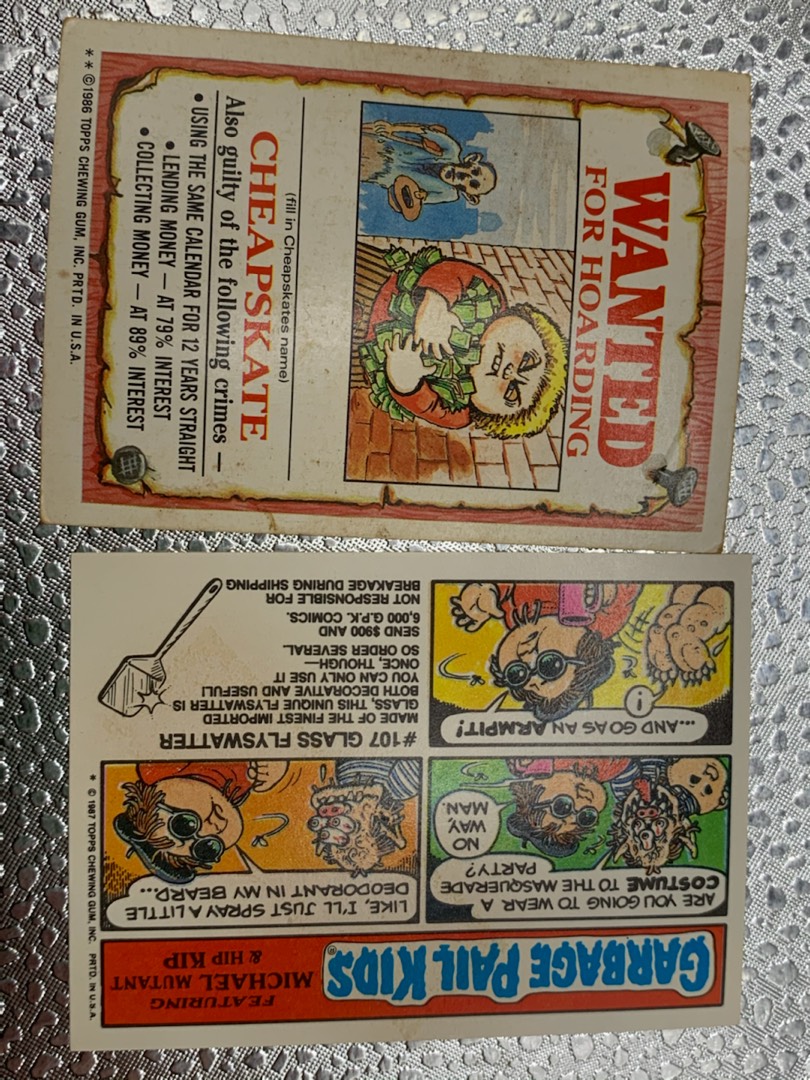 WANTED
FOR HOARDING
(fill in Cheapskates name)
CHEAPSKATE
Also guilty of the following crimes —
• USING THE SAME CALENDAR FOR 12 YEARS STRAIGHT
• LENDING MONEY — AT 79% INTEREST
• COLLECTING MONEY — AT 89% INTEREST
* * ©1986 TOPPS CHEWING GUM, INC. PRTD. IN U.S.A.
GARBAGE PAIL KIDS®
FEATURING
MICHAEL MUTANT
& HIP KIP
ARE YOU GOING TO WEAR A
COSTUME TO THE MASQUERADE
PARTY?
NO
WAY,
MAN.
LIKE, I'LL JUST SPRAY A LITTLE
DEODORANT IN MY BEARD...
...AND GO AS AN ARMPIT!
!
#107 GLASS FLYSWATTER
MADE OF THE FINEST IMPORTED
GLASS, THIS UNIQUE FLYSWATTER IS
BOTH DECORATIVE AND USEFUL!
YOU CAN ONLY USE IT
ONCE, THOUGH—
SO ORDER SEVERAL.
SEND $900 AND
6,000 G.P.K. COMICS.
NOT RESPONSIBLE FOR
BREAKAGE DURING SHIPPING
* © 1987 TOPPS CHEWING GUM, INC. PRTD. IN U.S.A.